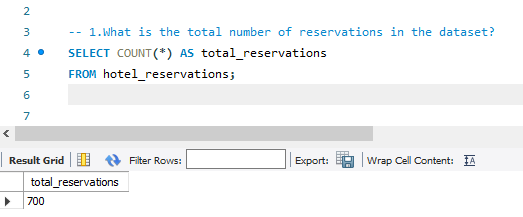 2
3 -- 1.What is the total number of reservations in the dataset?
4 SELECT COUNT(*) AS total_reservations
5 FROM hotel_reservations;
6
7
Result Grid Filter Rows: Export: Wrap Cell Content: IA
total_reservations
700